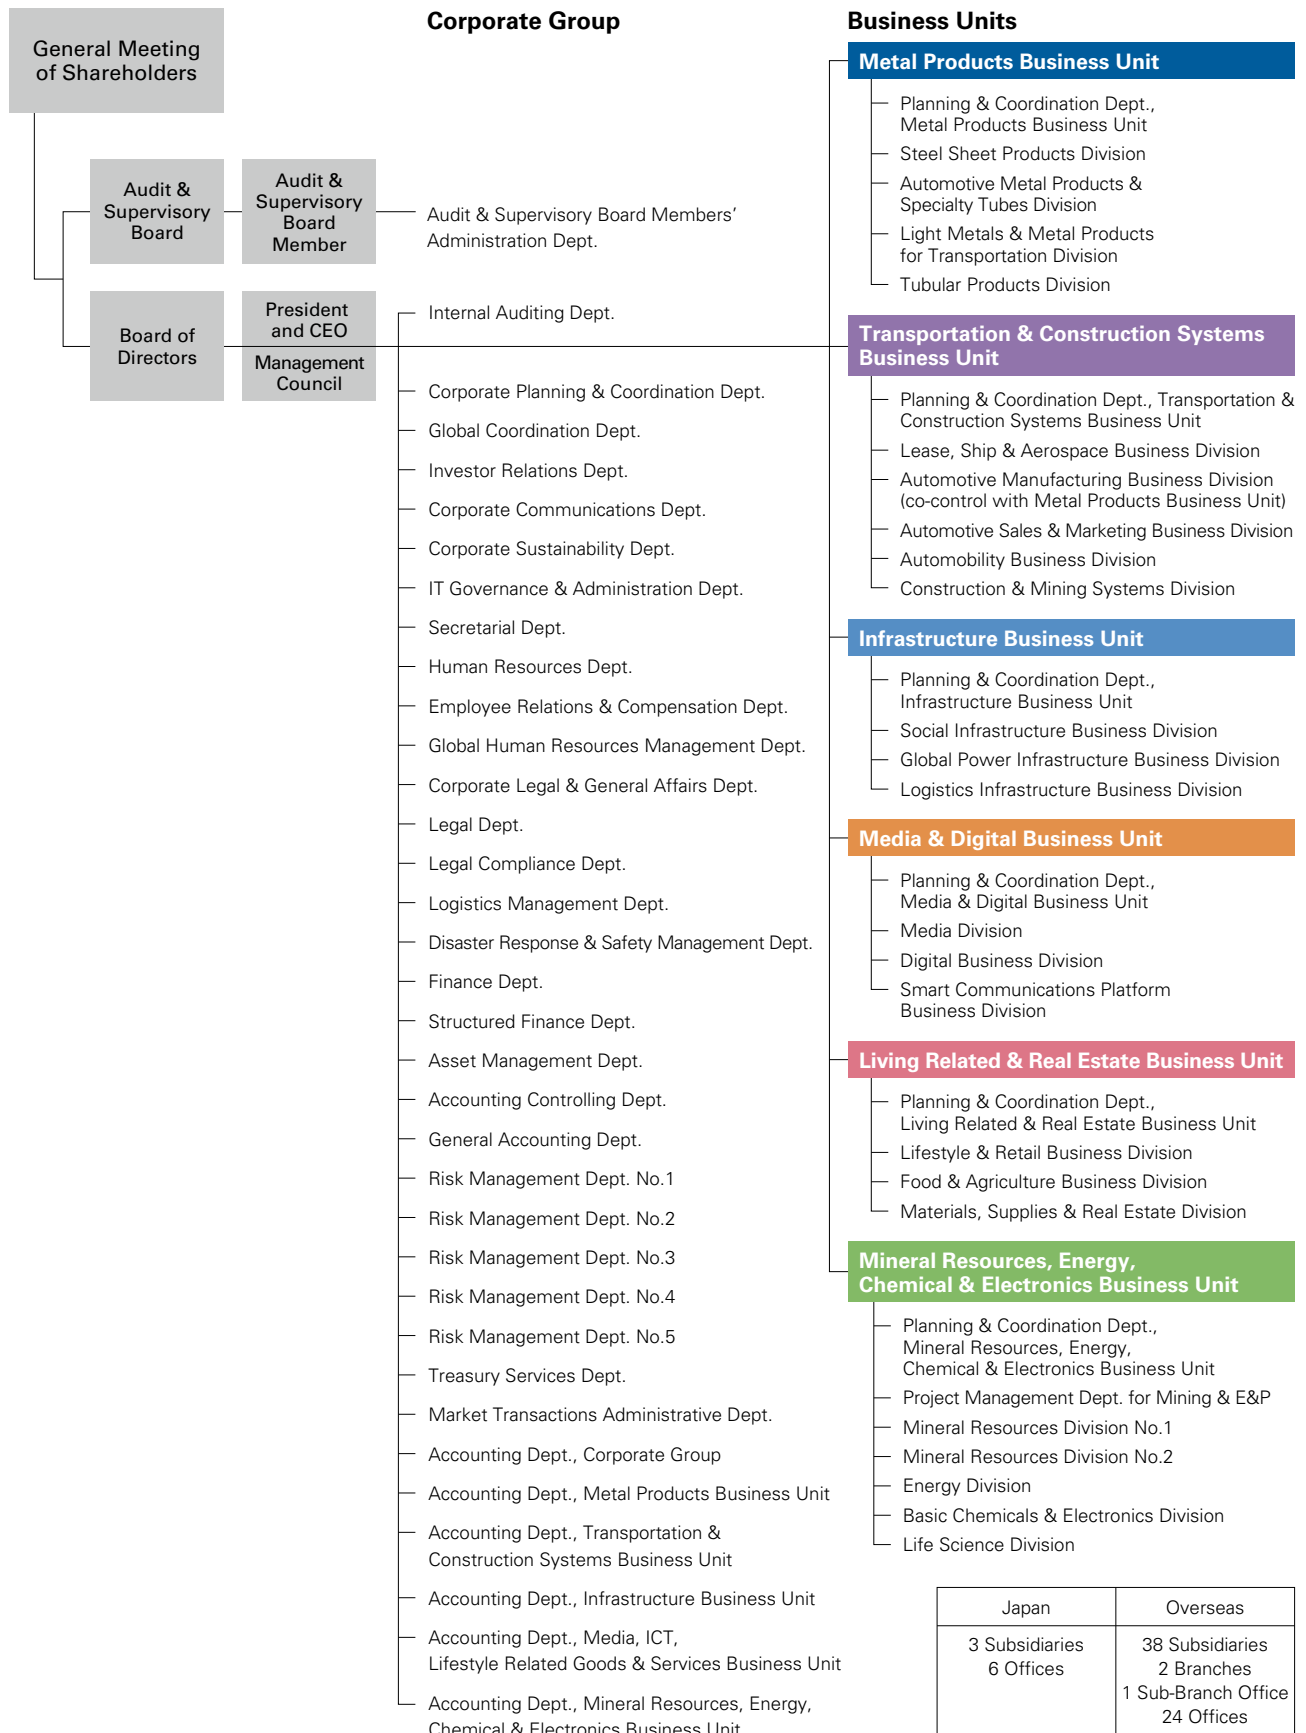 General Meeting
of Shareholders
Audit &
Supervisory
Board
Audit &
Supervisory
Board
Member
Board of
Directors
President
and CEO
Management
Council
Corporate Group
Audit & Supervisory Board Members’
Administration Dept.
Internal Auditing Dept.
Corporate Planning & Coordination Dept.
Global Coordination Dept.
Investor Relations Dept.
Corporate Communications Dept.
Corporate Sustainability Dept.
IT Governance & Administration Dept.
Secretarial Dept.
Human Resources Dept.
Employee Relations & Compensation Dept.
Global Human Resources Management Dept.
Corporate Legal & General Affairs Dept.
Legal Dept.
Legal Compliance Dept.
Logistics Management Dept.
Disaster Response & Safety Management Dept.
Finance Dept.
Structured Finance Dept.
Asset Management Dept.
Accounting Controlling Dept.
General Accounting Dept.
Risk Management Dept. No.1
Risk Management Dept. No.2
Risk Management Dept. No.3
Risk Management Dept. No.4
Risk Management Dept. No.5
Treasury Services Dept.
Market Transactions Administrative Dept.
Accounting Dept., Corporate Group
Accounting Dept., Metal Products Business Unit
Accounting Dept., Transportation &
Construction Systems Business Unit
Accounting Dept., Infrastructure Business Unit
Accounting Dept., Media, ICT,
Lifestyle Related Goods & Services Business Unit
Accounting Dept., Mineral Resources, Energy,
Chemical & Electronics Business Unit
Business Units
Metal Products Business Unit
Planning & Coordination Dept.,
Metal Products Business Unit
Steel Sheet Products Division
Automotive Metal Products &
Specialty Tubes Division
Light Metals & Metal Products
for Transportation Division
Tubular Products Division
Transportation & Construction Systems
Business Unit
Planning & Coordination Dept., Transportation &
Construction Systems Business Unit
Lease, Ship & Aerospace Business Division
Automotive Manufacturing Business Division
(co-control with Metal Products Business Unit)
Automotive Sales & Marketing Business Division
Automobility Business Division
Construction & Mining Systems Division
Infrastructure Business Unit
Planning & Coordination Dept.,
Infrastructure Business Unit
Social Infrastructure Business Division
Global Power Infrastructure Business Division
Logistics Infrastructure Business Division
Media & Digital Business Unit
Planning & Coordination Dept.,
Media & Digital Business Unit
Media Division
Digital Business Division
Smart Communications Platform
Business Division
Living Related & Real Estate Business Unit
Planning & Coordination Dept.,
Living Related & Real Estate Business Unit
Lifestyle & Retail Business Division
Food & Agriculture Business Division
Materials, Supplies & Real Estate Division
Mineral Resources, Energy,
Chemical & Electronics Business Unit
Planning & Coordination Dept.,
Mineral Resources, Energy,
Chemical & Electronics Business Unit
Project Management Dept. for Mining & E&P
Mineral Resources Division No.1
Mineral Resources Division No.2
Energy Division
Basic Chemicals & Electronics Division
Life Science Division
Japan
3 Subsidiaries
6 Offices
Overseas
38 Subsidiaries
2 Branches
1 Sub-Branch Office
24 Offices